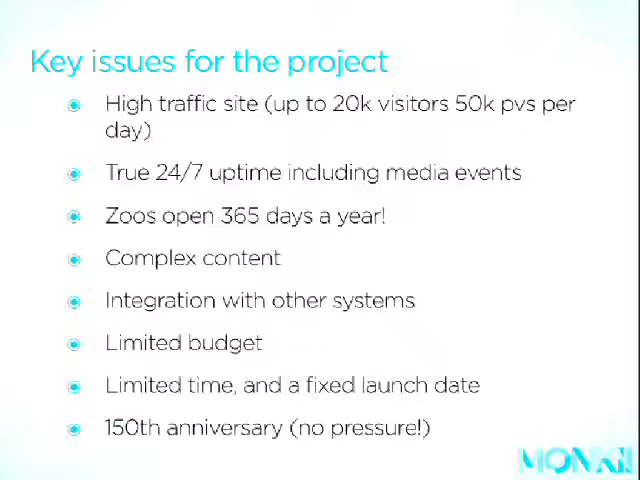 Key issues for the project
High traffic site (up to 20k visitors 50k pvs per
day)
True 24/7 uptime including media events
Zoos open 365 days a year!
Complex content
Integration with other systems
Limited budget
Limited time, and a fixed launch date
150th anniversary (no pressure!)